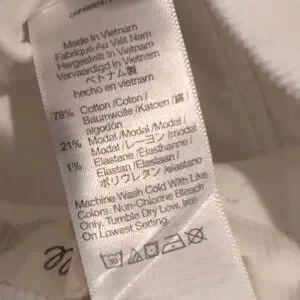 Made In Vietnam
Fabriqué Au Viêt Nam
Hergestellt In Vietnam
Vervaardigd In Vietnam
ベトナム製
hecho en vietnam
78% Cotton /Coton /
Baumwolle /Katoen /綿 /
algodón
21% Modal /Modal /Modal /
Modal /レーヨン /modal
1% Elastane /Élasthanne /
Elastan /Elastaan /
ポリウレタン /elastano
Machine Wash Cold With Like
Colors. Non-Chlorine Bleach
Only. Tumble Dry Low. Iron
On Lowest Setting.